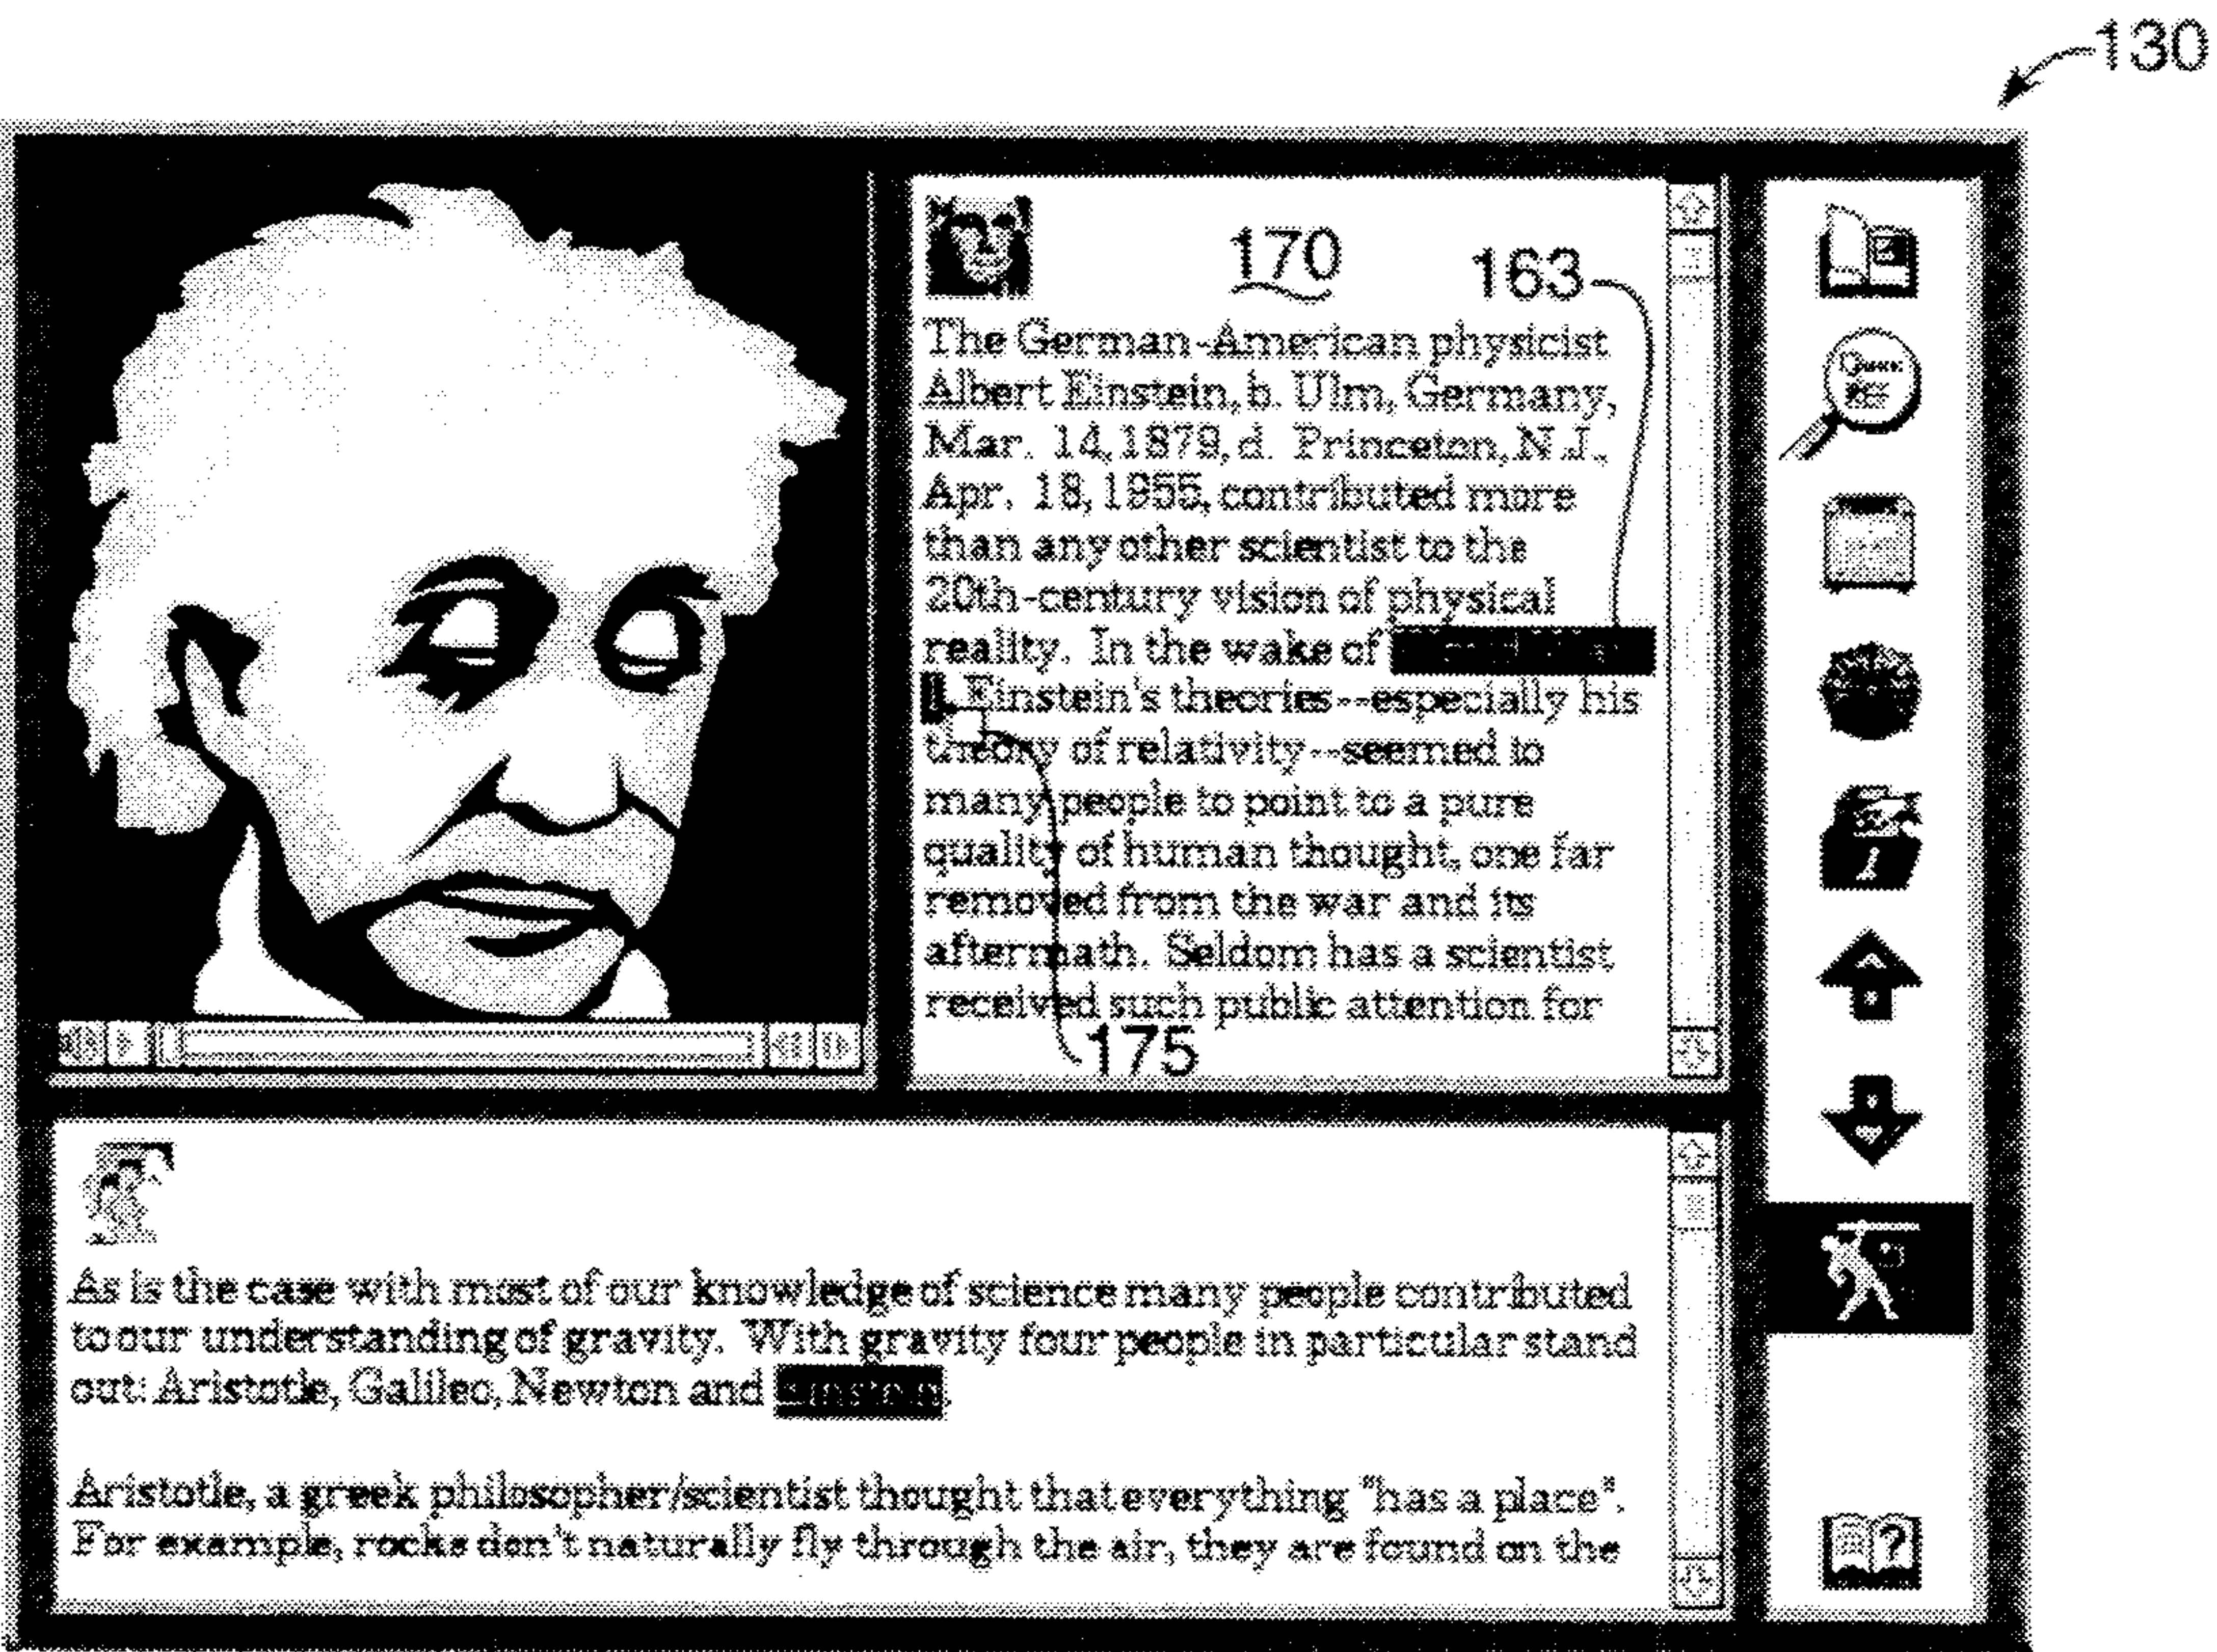 130
170
163
The German-American physicist
Albert Einstein, b. Ulm, Germany,
Mar. 14, 1879, d. Princeton, N.J.,
Apr. 18, 1955, contributed more
than any other scientist to the
20th-century vision of physical
reality. In the wake of
Einstein's theories--especially his
theory of relativity--seemed to
many people to point to a pure
quality of human thought, one far
removed from the war and its
aftermath. Seldom has a scientist
received such public attention for
175
As is the case with most of our knowledge of science many people contributed
to our understanding of gravity. With gravity four people in particular stand
out: Aristotle, Galileo, Newton and Einstein.
Aristotle, a greek philosopher/scientist thought that everything "has a place".
For example, rocks don't naturally fly through the air, they are found on the
?